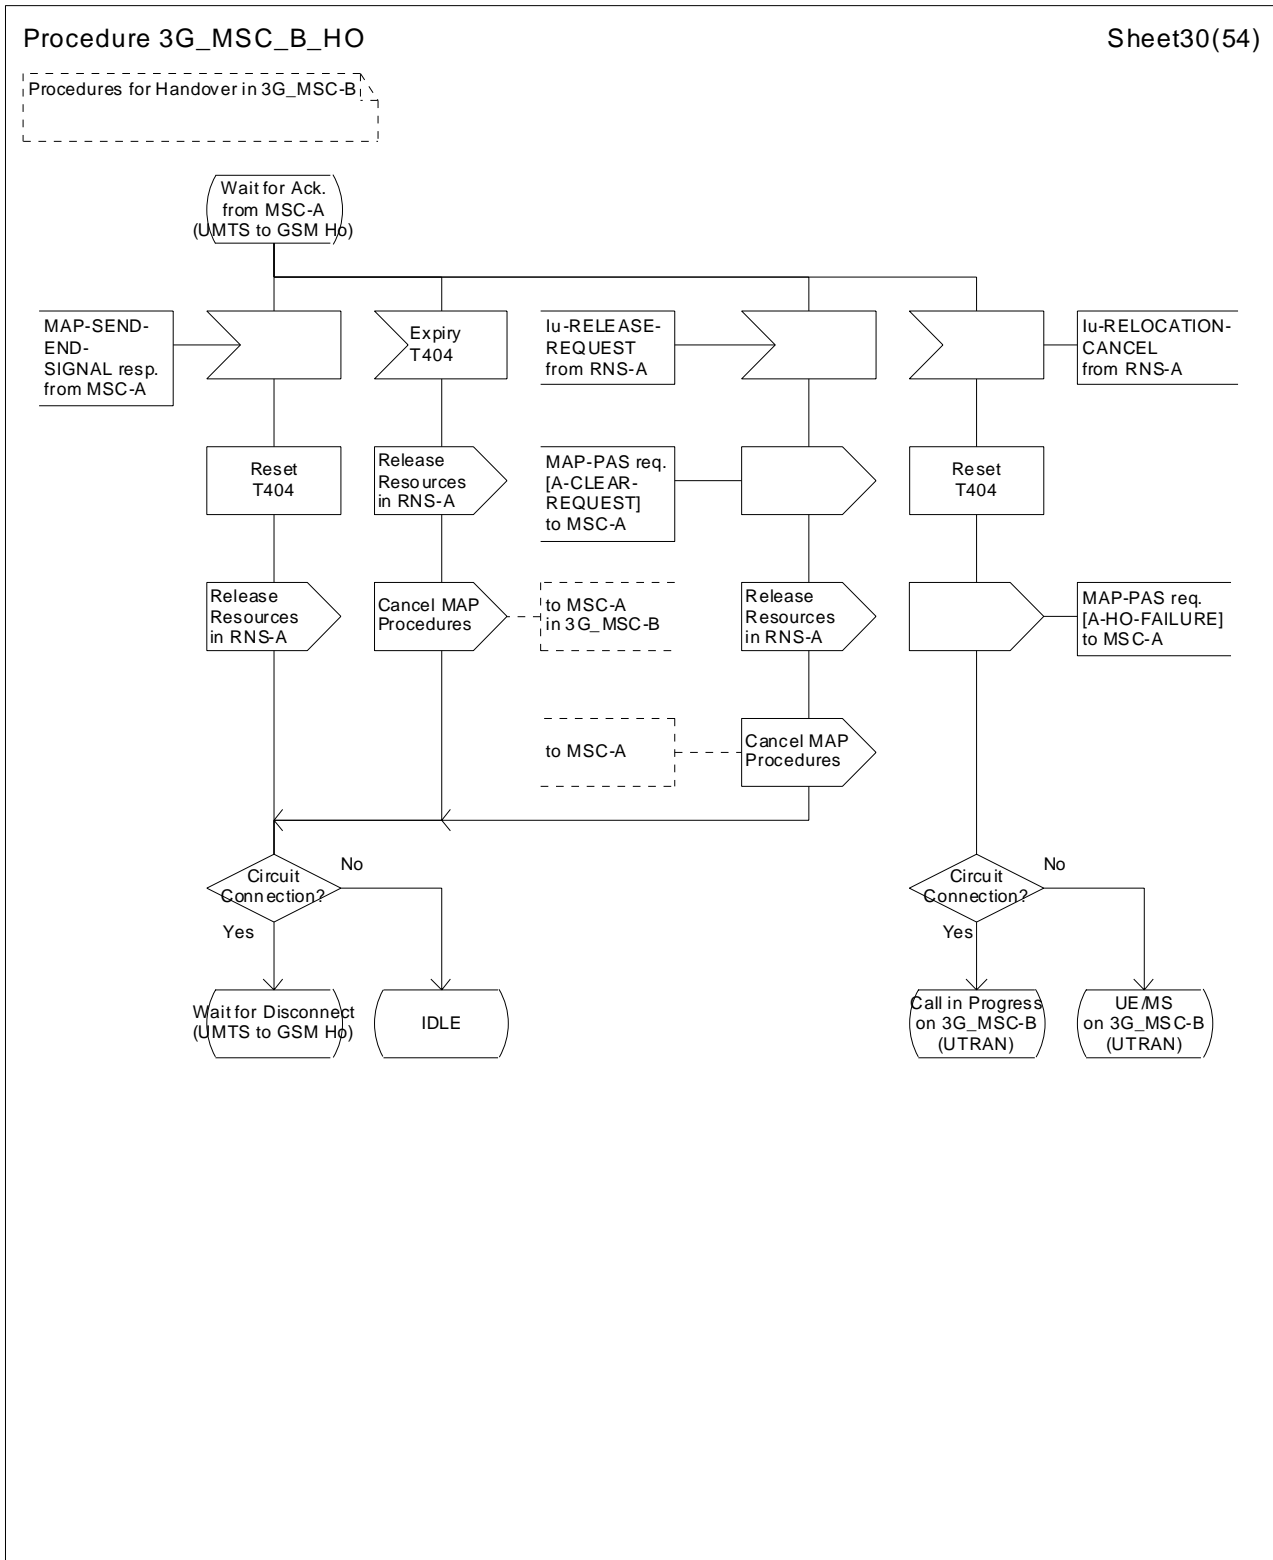 Procedure 3G_MSC_B_HO
Sheet30(54)
Procedures for Handover in 3G_MSC-B
Wait for Ack.
from MSC-A
(UMTS to GSM Ho)
MAP-SEND-
END-
SIGNAL resp.
from MSC-A
Expiry
T404
Iu-RELEASE-
REQUEST
from RNS-A
Iu-RELOCATION-
CANCEL
from RNS-A
Reset
T404
Release
Resources
in RNS-A
MAP-PAS req.
[A-CLEAR-
REQUEST]
to MSC-A
Reset
T404
Release
Resources
in RNS-A
Cancel MAP
Procedures
to MSC-A
in 3G_MSC-B
Release
Resources
in RNS-A
MAP-PAS req.
[A-HO-FAILURE]
to MSC-A
to MSC-A
Cancel MAP
Procedures
Circuit
Connection?
No
Yes
Circuit
Connection?
No
Yes
Wait for Disconnect
(UMTS to GSM Ho)
IDLE
Call in Progress
on 3G_MSC-B
(UTRAN)
UE/MS
on 3G_MSC-B
(UTRAN)